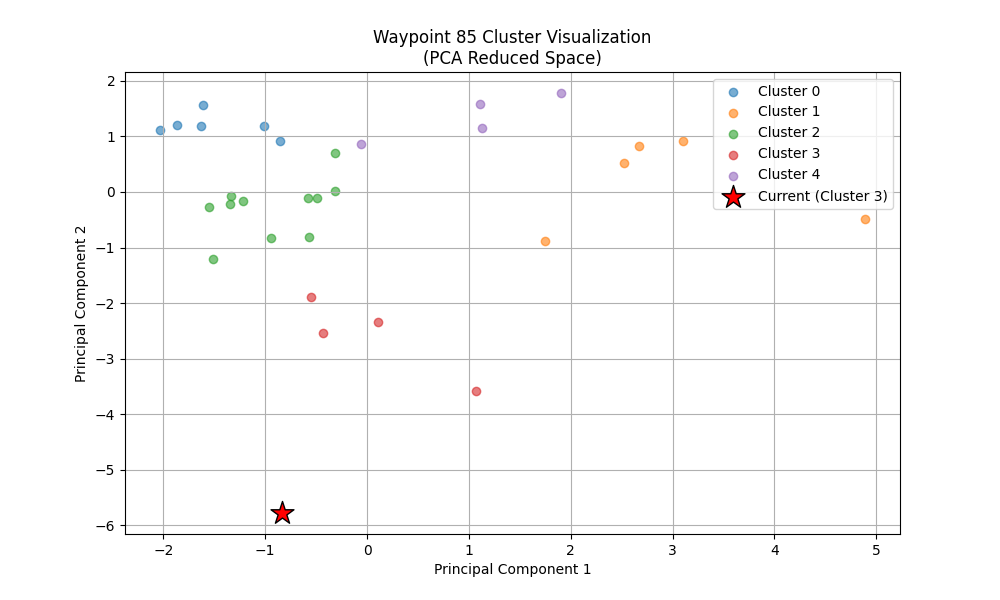 Waypoint 85 Cluster Visualization
(PCA Reduced Space)
Cluster 0
Cluster 1
Cluster 2
Cluster 3
Cluster 4
Current (Cluster 3)
Principal Component 2
2
1
0
−1
−2
−3
−4
−5
−6
−2
−1
0
1
2
3
4
5
Principal Component 1